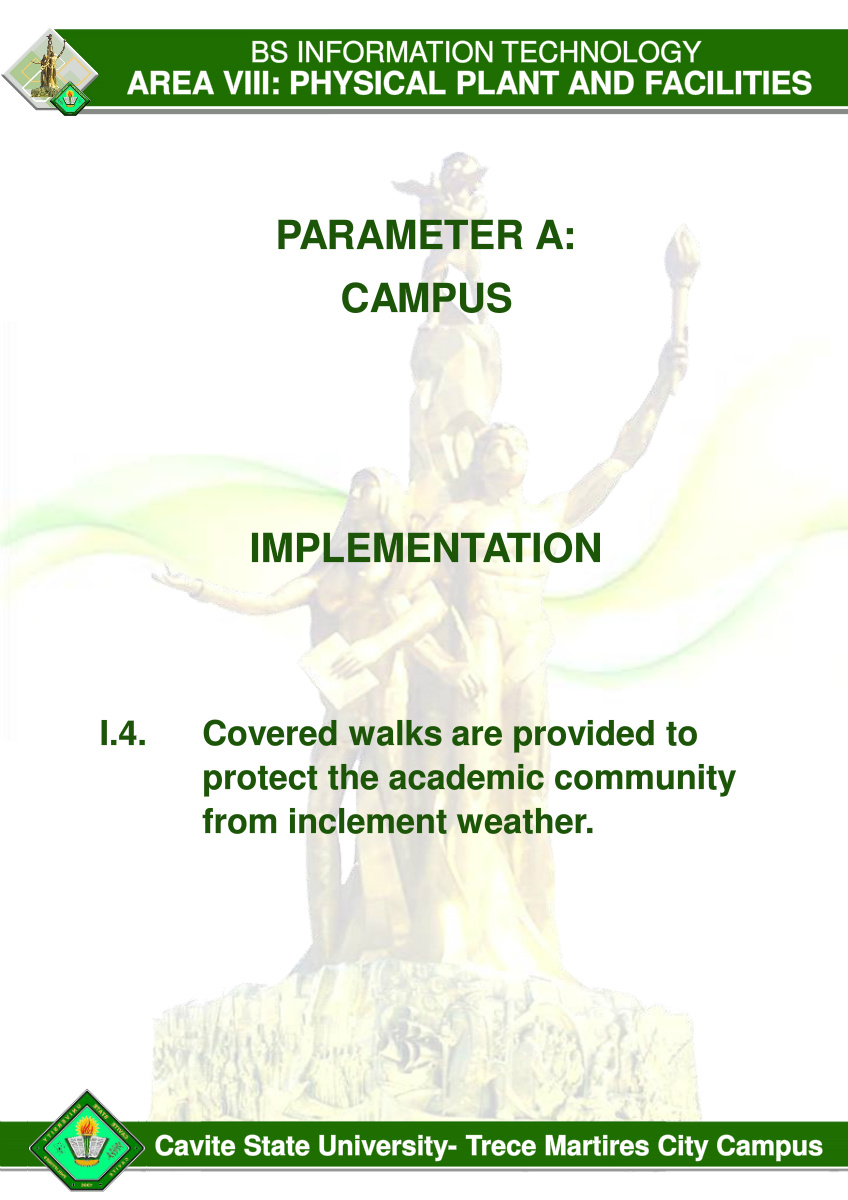 BS INFORMATION TECHNOLOGY
AREA VIII: PHYSICAL PLANT AND FACILITIES
PARAMETER A:
CAMPUS
IMPLEMENTATION
I.4. Covered walks are provided to
protect the academic community
from inclement weather.
Cavite State University- Trece Martires City Campus